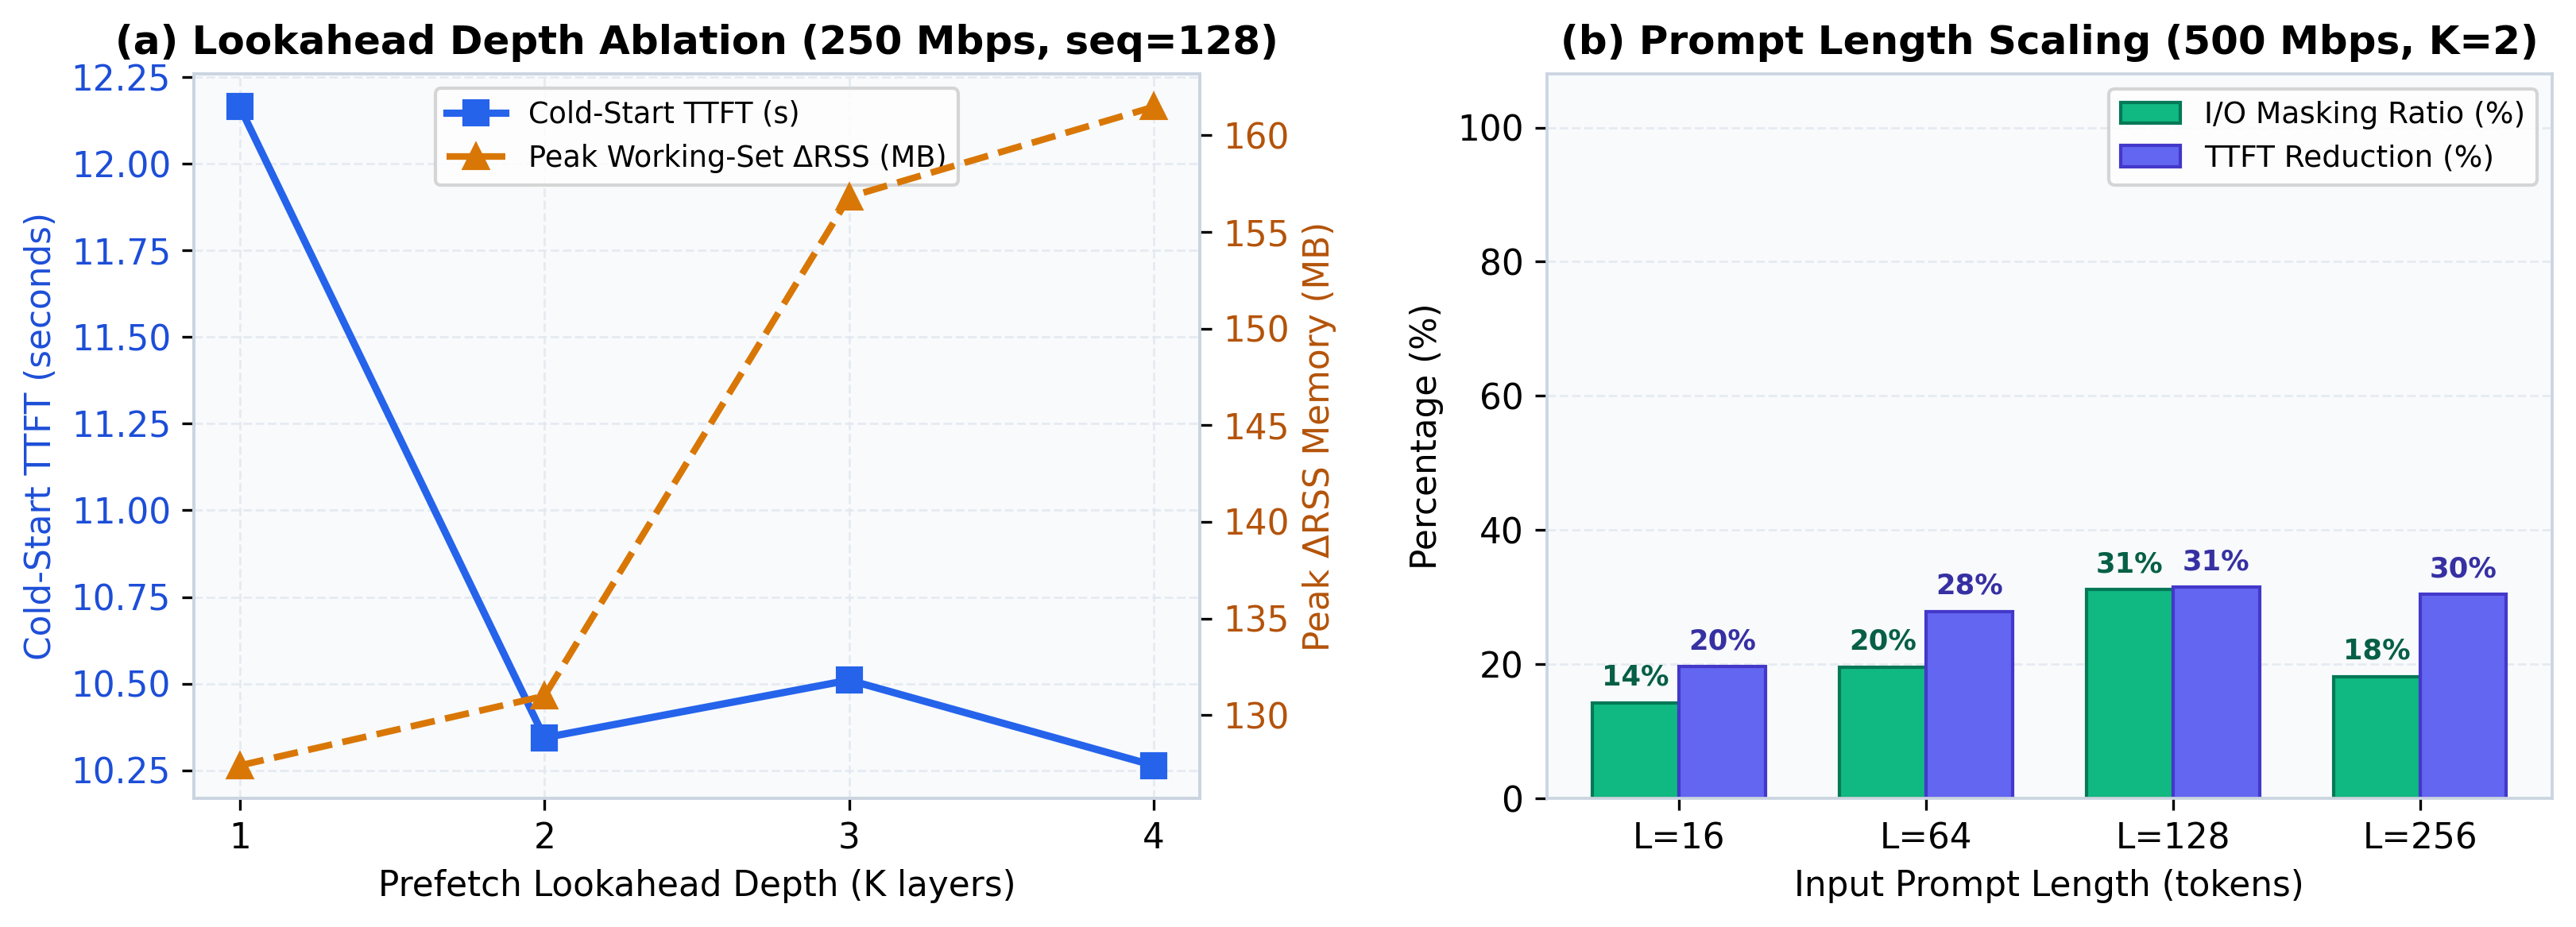 (a) Lookahead Depth Ablation (250 Mbps, seq=128)
Cold-Start TTFT (s)
Peak Working-Set ΔRSS (MB)
Cold-Start TTFT (seconds)
12.25
12.00
11.75
11.50
11.25
11.00
10.75
10.50
10.25
160
155
150
145
140
135
130
Peak ΔRSS Memory (MB)
1 2 3 4
Prefetch Lookahead Depth (K layers)
(b) Prompt Length Scaling (500 Mbps, K=2)
I/O Masking Ratio (%)
TTFT Reduction (%)
Percentage (%)
100
80
60
40
20
0
14% 20% 20% 28% 31% 31% 18% 30%
L=16 L=64 L=128 L=256
Input Prompt Length (tokens)